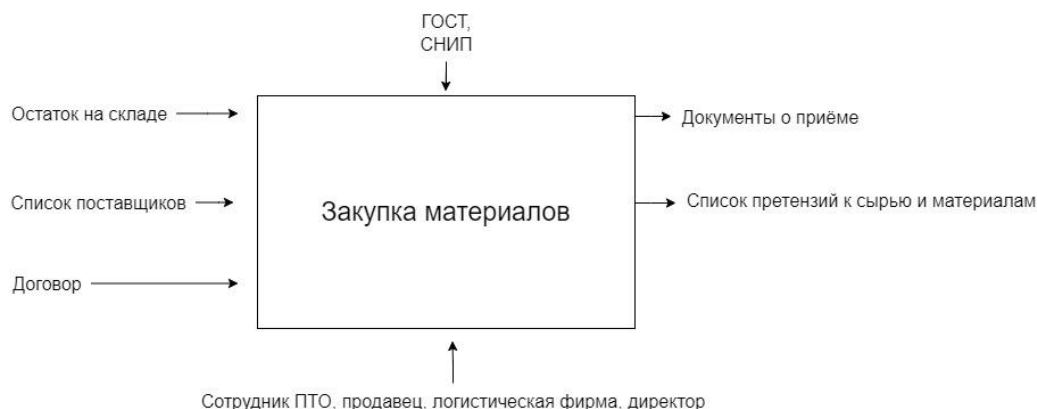 ГОСТ,
СНИП
Остаток на складе
Документы о приёме
Список поставщиков
Закупка материалов
Список претензий к сырью и материалам
Договор
Сотрудник ПТО, продавец, логистическая фирма, директор